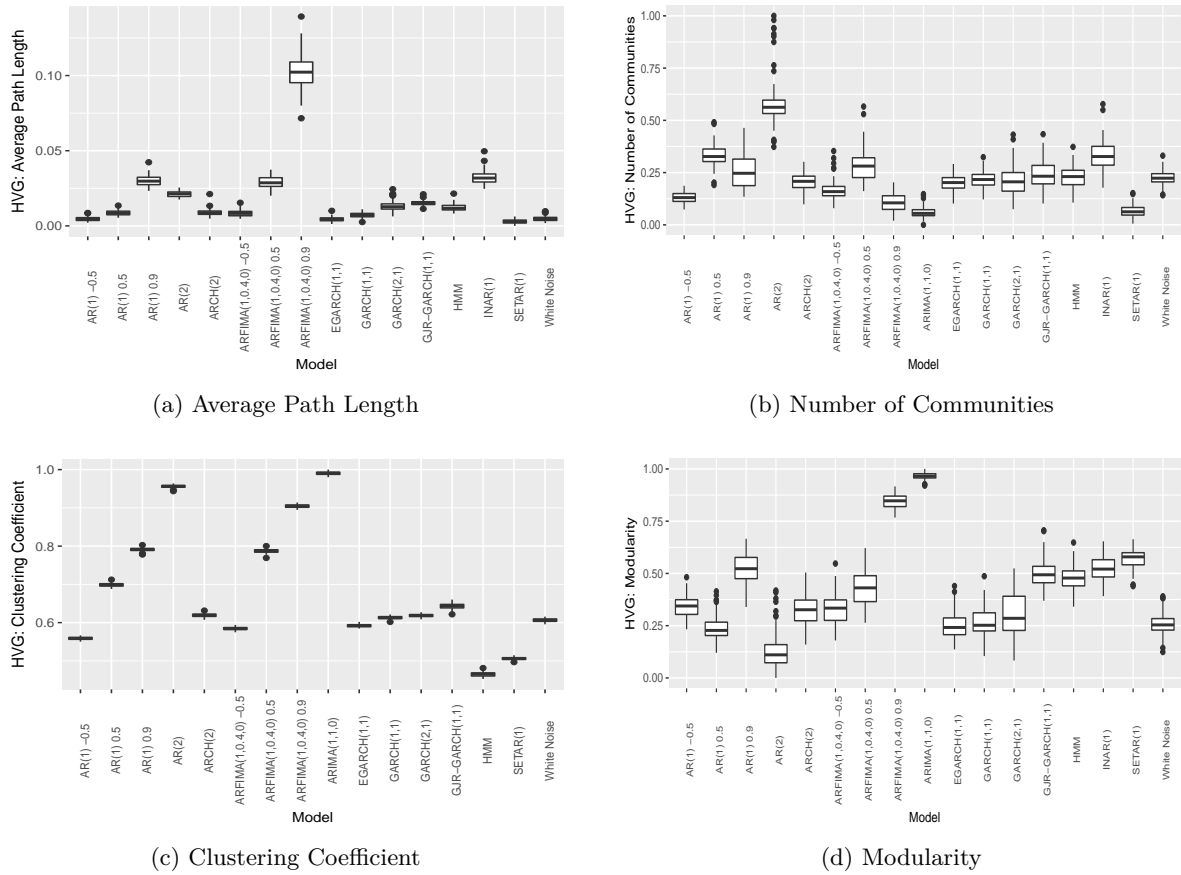 HVG: Average Path Length
0.10
0.05
0.00
AR(1) −0.5
AR(1) 0.5
AR(1) 0.9
AR(2)
ARCH(2)
ARFIMA(1,0.4,0) −0.5
ARFIMA(1,0.4,0) 0.5
ARFIMA(1,0.4,0) 0.9
EGARCH(1,1)
GARCH(1,1)
GARCH(2,1)
GJR−GARCH(1,1)
HMM
INAR(1)
SETAR(1)
White Noise
Model
(a) Average Path Length
HVG: Number of Communities
1.00
0.75
0.50
0.25
0.00
AR(1) −0.5
AR(1) 0.5
AR(1) 0.9
AR(2)
ARCH(2)
ARFIMA(1,0.4,0) −0.5
ARFIMA(1,0.4,0) 0.5
ARFIMA(1,0.4,0) 0.9
ARIMA(1,1,0)
EGARCH(1,1)
GARCH(1,1)
GARCH(2,1)
GJR−GARCH(1,1)
HMM
INAR(1)
SETAR(1)
White Noise
Model
(b) Number of Communities
HVG: Clustering Coefficient
1.0
0.8
0.6
AR(1) −0.5
AR(1) 0.5
AR(1) 0.9
AR(2)
ARCH(2)
ARFIMA(1,0.4,0) −0.5
ARFIMA(1,0.4,0) 0.5
ARFIMA(1,0.4,0) 0.9
ARIMA(1,1,0)
EGARCH(1,1)
GARCH(1,1)
GARCH(2,1)
GJR−GARCH(1,1)
HMM
SETAR(1)
White Noise
Model
(c) Clustering Coefficient
HVG: Modularity
1.00
0.75
0.50
0.25
0.00
AR(1) −0.5
AR(1) 0.5
AR(1) 0.9
AR(2)
ARCH(2)
ARFIMA(1,0.4,0) −0.5
ARFIMA(1,0.4,0) 0.5
ARFIMA(1,0.4,0) 0.9
ARIMA(1,1,0)
EGARCH(1,1)
GARCH(1,1)
GARCH(2,1)
GJR−GARCH(1,1)
HMM
INAR(1)
SETAR(1)
White Noise
Model
(d) Modularity